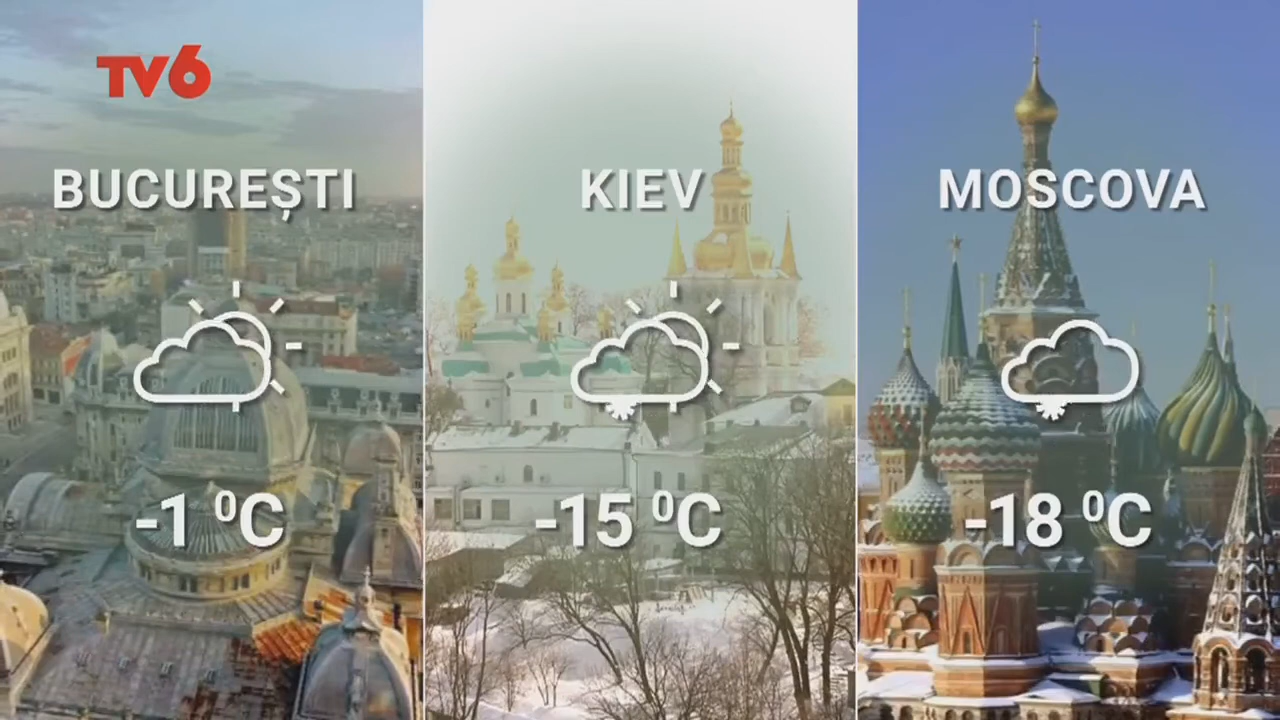 TV6
BUCUREȘTI
KIEV
MOSCOVA
-1 ⁰C
-15 ⁰C
-18 ⁰C